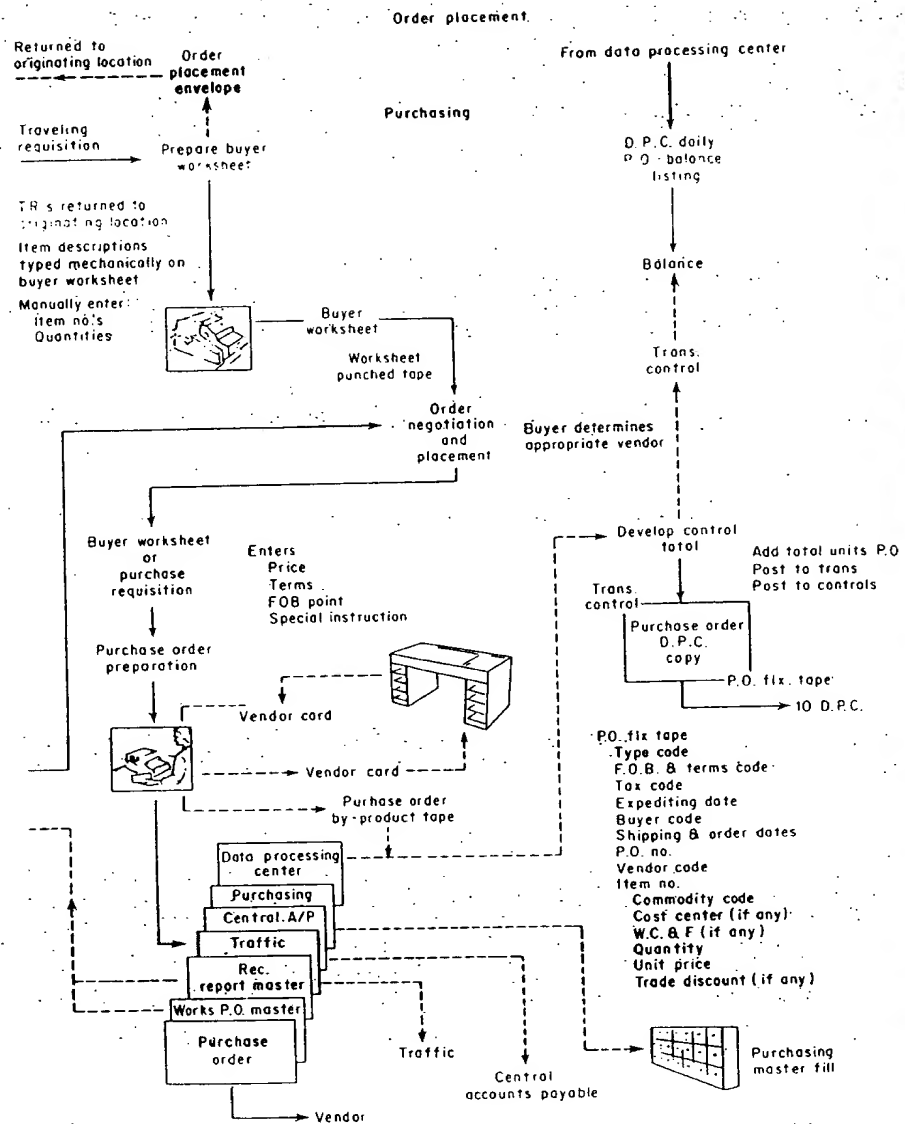 Order placement
Returned to
originating location
Order
placement
envelope
From data processing center
Purchasing
Traveling
requisition
Prepare buyer
worksheet
D. P. C. daily
P. O. balance
listing
TR s returned to
originating location
Item descriptions
typed mechanically on
buyer worksheet
Manually enter:
item no.'s
Quantities
Balance
Buyer
worksheet
Worksheet
punched tape
Trans.
control
Order
negotiation
and
placement
Buyer determines
appropriate vendor
Buyer worksheet
or
purchase
requisition
Enters
Price
Terms
FOB point
Special instruction
Develop control
total
Add total units P.O
Post to trans
Post to controls
Trans.
control
Purchase order
D.P.C.
copy
P.O. fix. tape
10 D.P.C.
Purchase order
preparation
Vendor card
Vendor card
Purhase order
by-product tape
P.O. fix tape
Type code
F.O.B. & terms code
Tax code
Expediting date
Buyer code
Shipping & order dates
P.O. no.
Vendor code
Item no.
Commodity code
Cost center (if any)
W.C. & F (if any)
Quantity
Unit price
Trade discount (if any)
Data processing
center
Purchasing
Central. A/P
Traffic
Rec.
report master
Works P.O. master
Purchase
order
Traffic
Central
accounts payable
Purchasing
master fill
Vendor